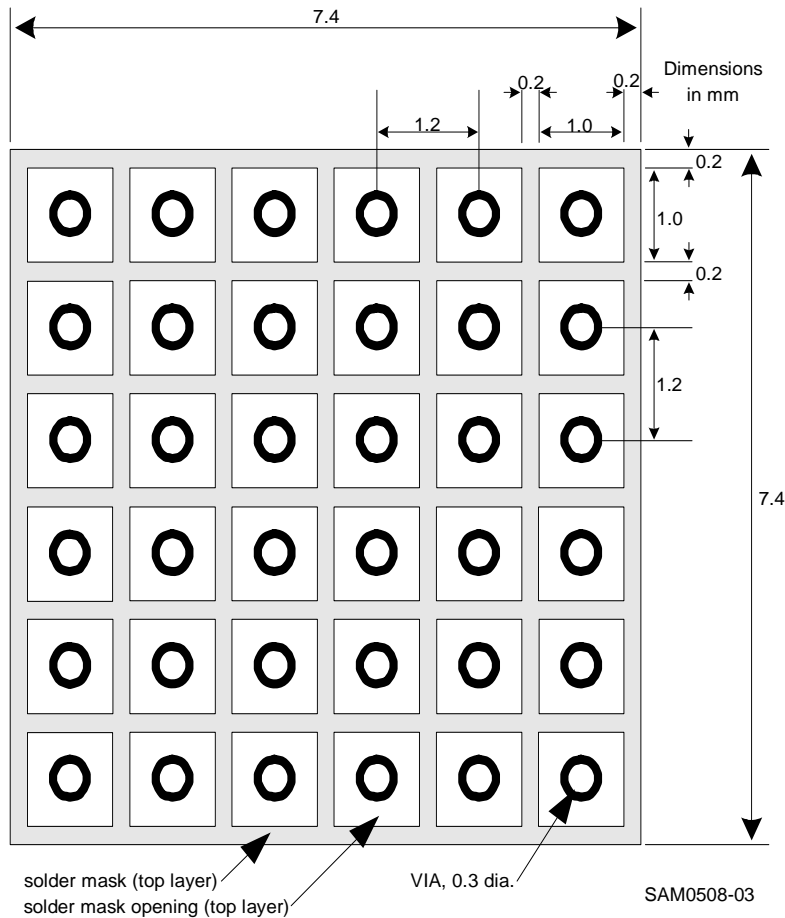 7.4
0.2
0.2
Dimensions
in mm
1.2
1.0
0.2
1.0
0.2
1.2
7.4
solder mask (top layer)
VIA, 0.3 dia.
solder mask opening (top layer)
SAM0508-03